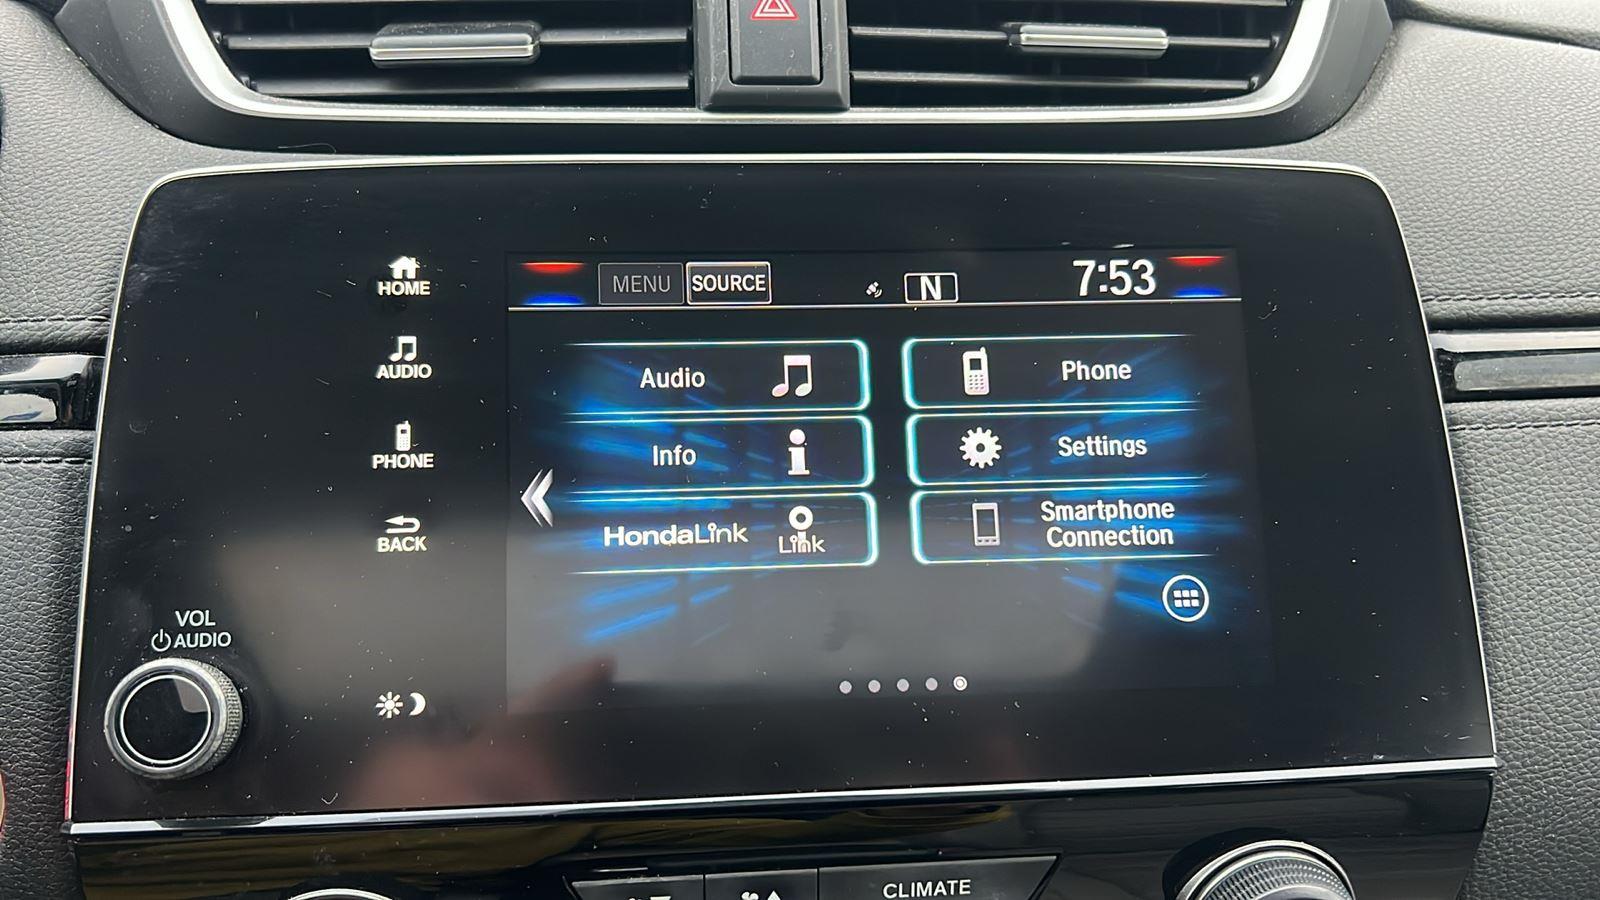 HOME
AUDIO
PHONE
BACK
VOL
AUDIO
MENU
SOURCE
N
7:53
Audio
Phone
Info
Settings
HondaLink
Link
Smartphone
Connection
CLIMATE